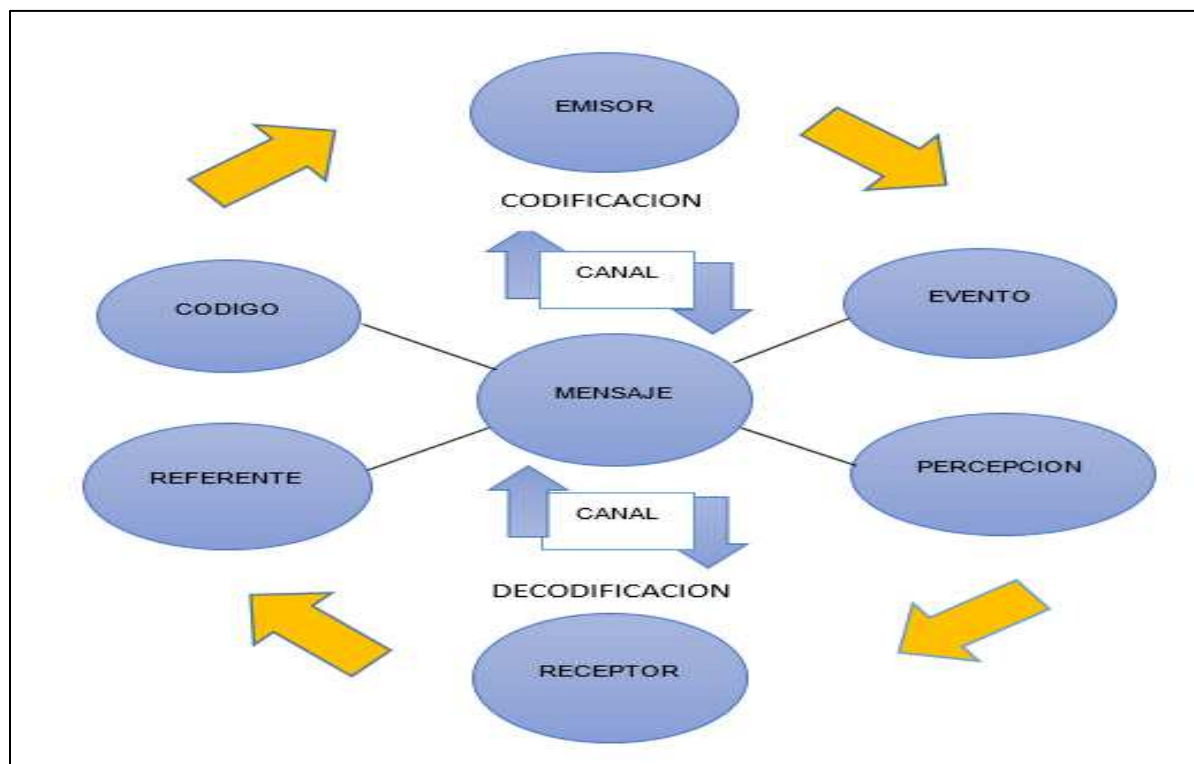 EMISOR
CODIFICACION
CANAL
CODIGO
EVENTO
MENSAJE
REFERENTE
PERCEPCION
CANAL
DECODIFICACION
RECEPTOR